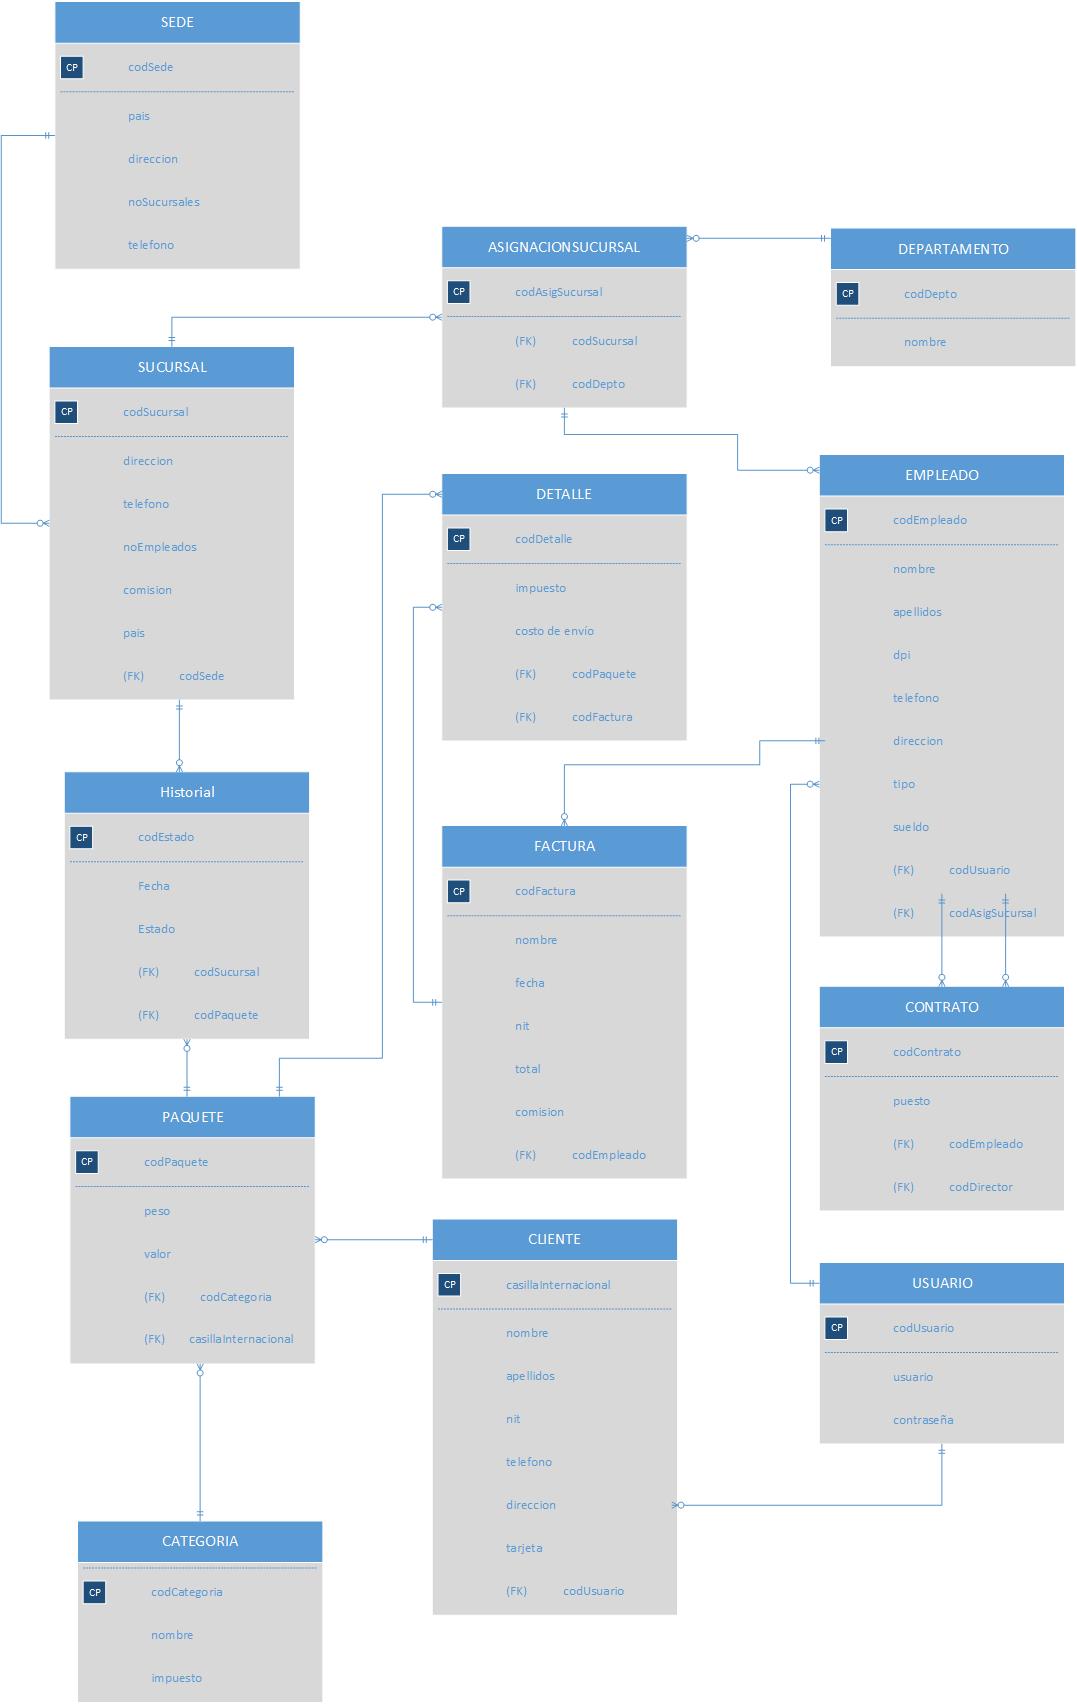 SEDE
CP codSede
pais
direccion
noSucursales
telefono
ASIGNACIONSUCURSAL
CP codAsigSucursal
(FK) codSucursal
(FK) codDepto
DEPARTAMENTO
CP codDepto
nombre
SUCURSAL
CP codSucursal
direccion
telefono
noEmpleados
comision
pais
(FK) codSede
DETALLE
CP codDetalle
impuesto
costo de envío
(FK) codPaquete
(FK) codFactura
EMPLEADO
CP codEmpleado
nombre
apellidos
dpi
telefono
direccion
tipo
sueldo
(FK) codUsuario
(FK) codAsigSucursal
Historial
CP codEstado
Fecha
Estado
(FK) codSucursal
(FK) codPaquete
FACTURA
CP codFactura
nombre
fecha
nit
total
comision
(FK) codEmpleado
CONTRATO
CP codContrato
puesto
(FK) codEmpleado
(FK) codDirector
PAQUETE
CP codPaquete
peso
valor
(FK) codCategoria
(FK) casillaInternacional
CLIENTE
CP casillaInternacional
nombre
apellidos
nit
telefono
direccion
tarjeta
(FK) codUsuario
USUARIO
CP codUsuario
usuario
contraseña
CATEGORIA
CP codCategoria
nombre
impuesto